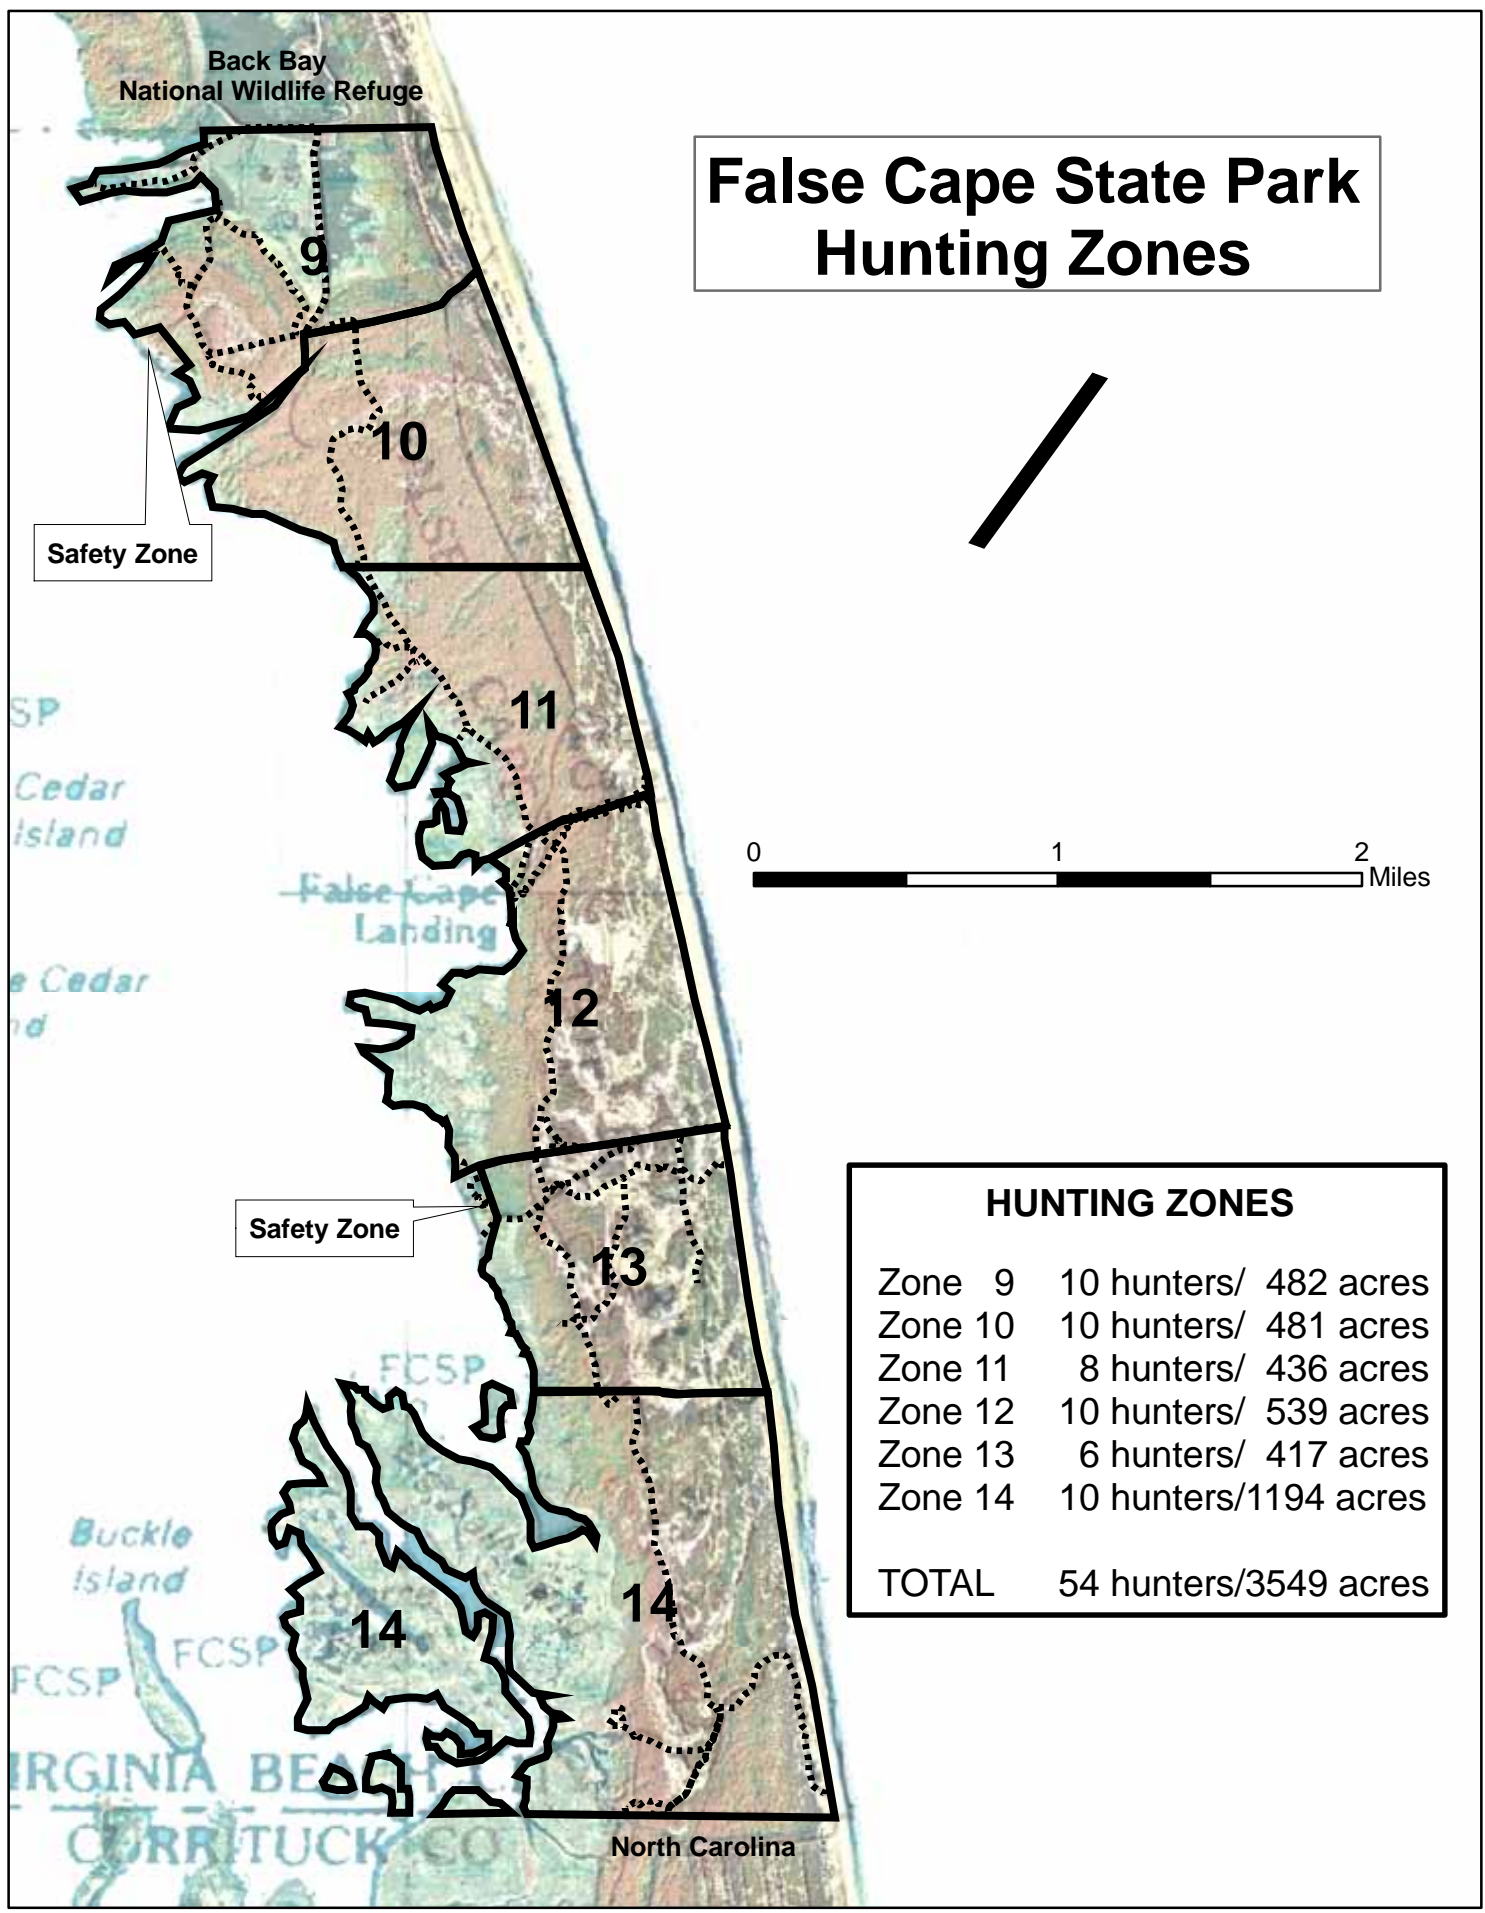 Back Bay
National Wildlife Refuge
False Cape State Park
Hunting Zones
9
10
Safety Zone
11
SP
Cedar
Island
0 1 2
Miles
False Cape
Landing
Cedar
12
HUNTING ZONES
Zone 9 10 hunters/ 482 acres
Zone 10 10 hunters/ 481 acres
Zone 11 8 hunters/ 436 acres
Zone 12 10 hunters/ 539 acres
Zone 13 6 hunters/ 417 acres
Zone 14 10 hunters/1194 acres
TOTAL 54 hunters/3549 acres
Safety Zone
13
FCSP
Buckle
Island
14
14
FCSP
FCSP
IRGINIA BEACH
CURRITUCK CO
North Carolina